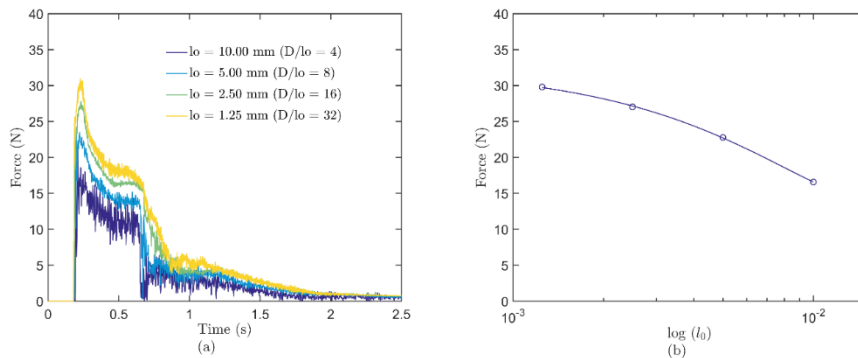 40
35
30
25
20
15
10
5
0
Force (N)
lo = 10.00 mm (D/lo = 4)
lo = 5.00 mm (D/lo = 8)
lo = 2.50 mm (D/lo = 16)
lo = 1.25 mm (D/lo = 32)
0 0.5 1 1.5 2 2.5
Time (s)
(a)
40
35
30
25
20
15
10
5
0
Force (N)
10-3 10-2
log (l0)
(b)